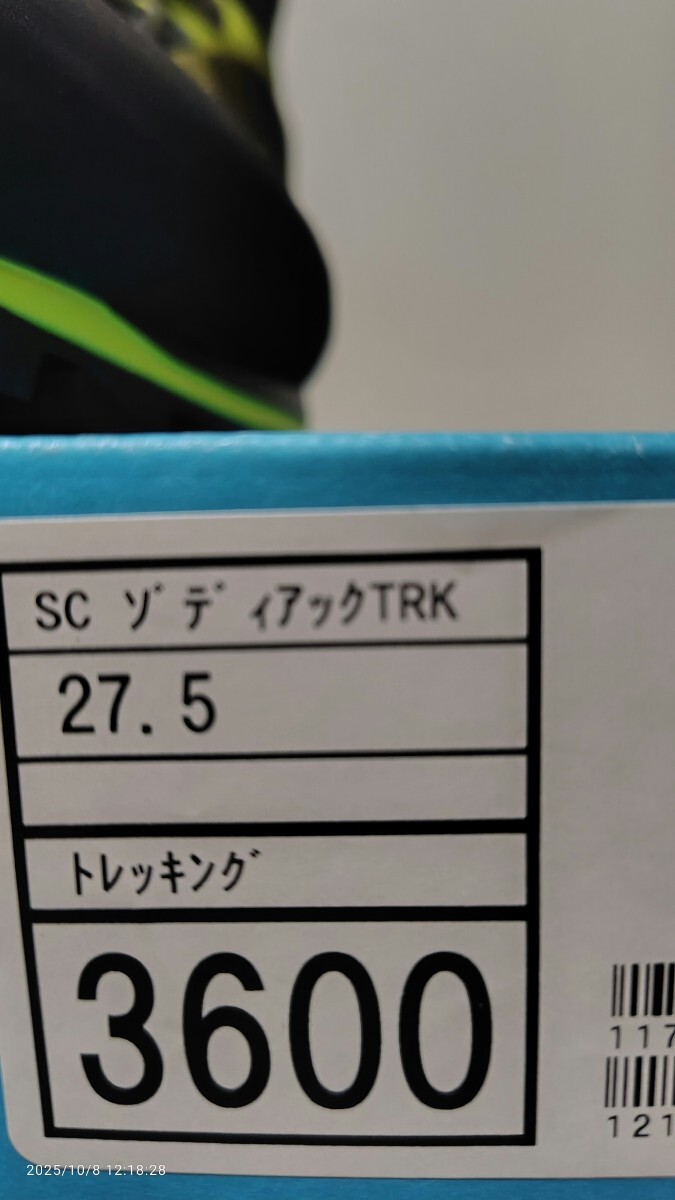 SC ｿﾞﾃﾞｨｱｯｸTRK
27.5
ﾄﾚｯｷﾝｸﾞ
3600
117
121
2025/10/8 12:18:28